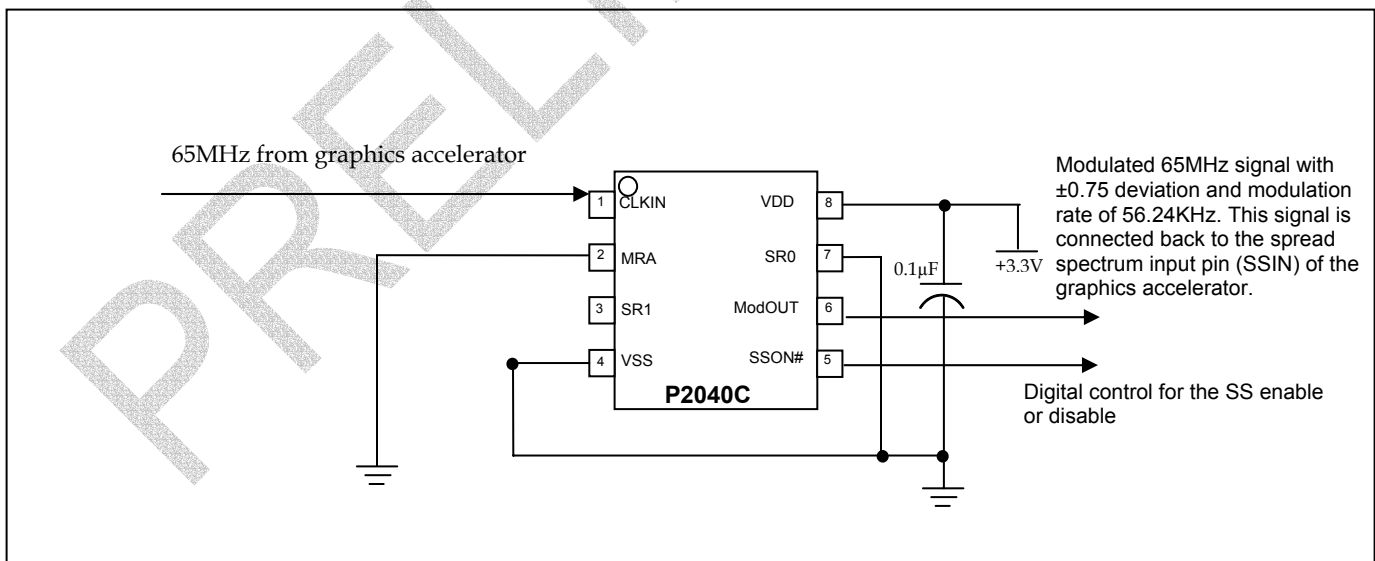 PRELI
65MHz from graphics accelerator
1 CLKIN VDD 8
2 MRA SR0 7
3 SR1 ModOUT 6
4 VSS SSON# 5
P2040C
0.1µF
+3.3V
Modulated 65MHz signal with
±0.75 deviation and modulation
rate of 56.24KHz. This signal is
connected back to the spread
spectrum input pin (SSIN) of the
graphics accelerator.
Digital control for the SS enable
or disable